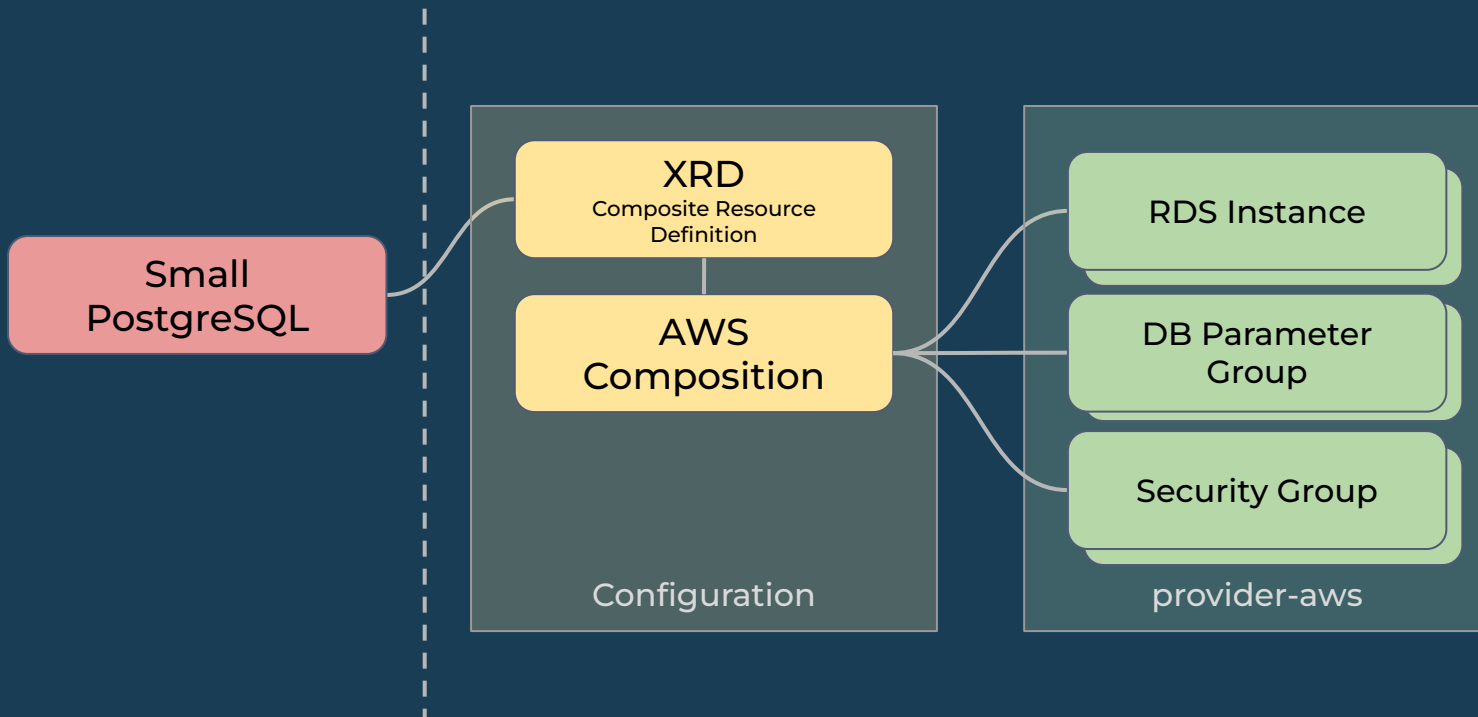 Small
PostgreSQL
XRD
Composite Resource
Definition
AWS
Composition
Configuration
RDS Instance
DB Parameter
Group
Security Group
provider-aws